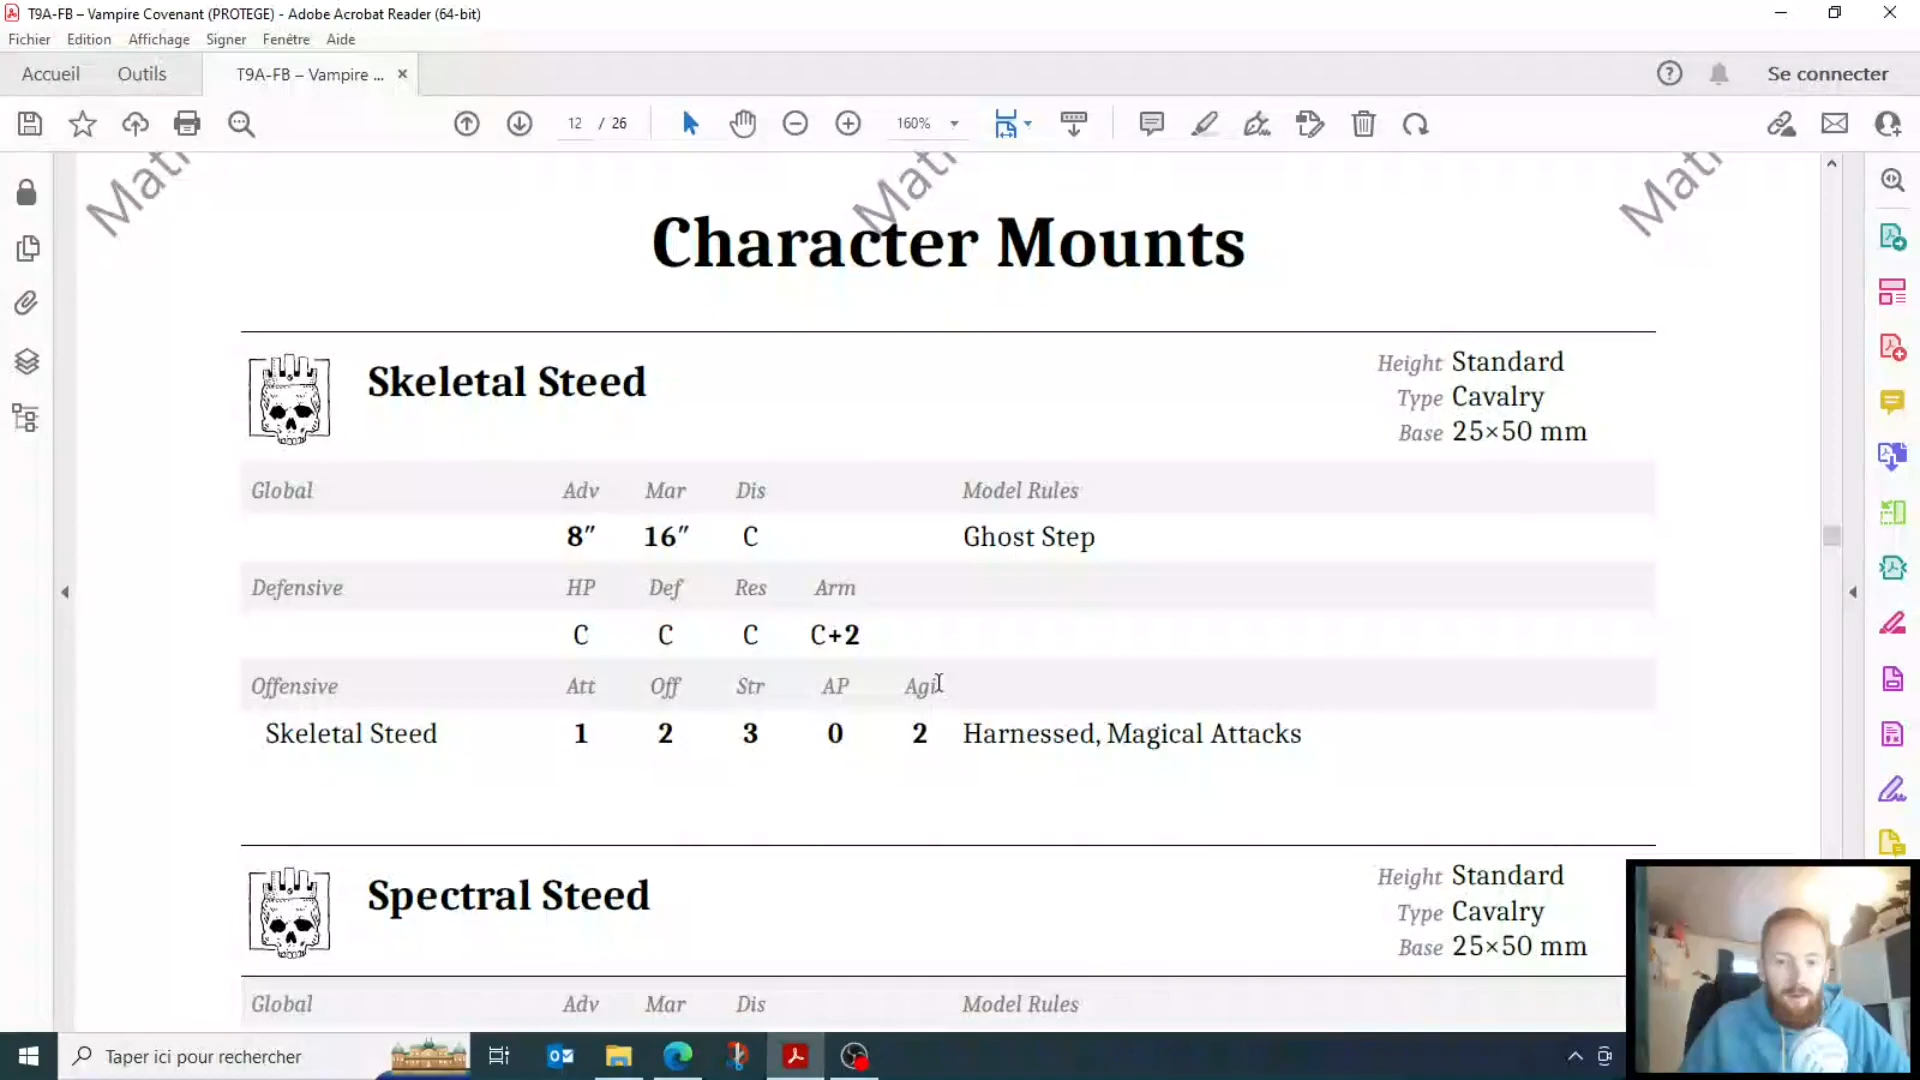 T9A-FB – Vampire Covenant (PROTEGE) - Adobe Acrobat Reader (64-bit)
Fichier Edition Affichage Signer Fenêtre Aide
Accueil Outils T9A-FB – Vampire ... × Se connecter
12 / 26 160%
Mati Mati Mati
Character Mounts
Skeletal Steed
Height Standard
Type Cavalry
Base 25×50 mm
Global Adv Mar Dis Model Rules
8″ 16″ C Ghost Step
Defensive HP Def Res Arm
C C C C+2
Offensive Att Off Str AP Agi
Skeletal Steed 1 2 3 0 2 Harnessed, Magical Attacks
Spectral Steed
Height Standard
Type Cavalry
Base 25×50 mm
Global Adv Mar Dis Model Rules
Taper ici pour rechercher